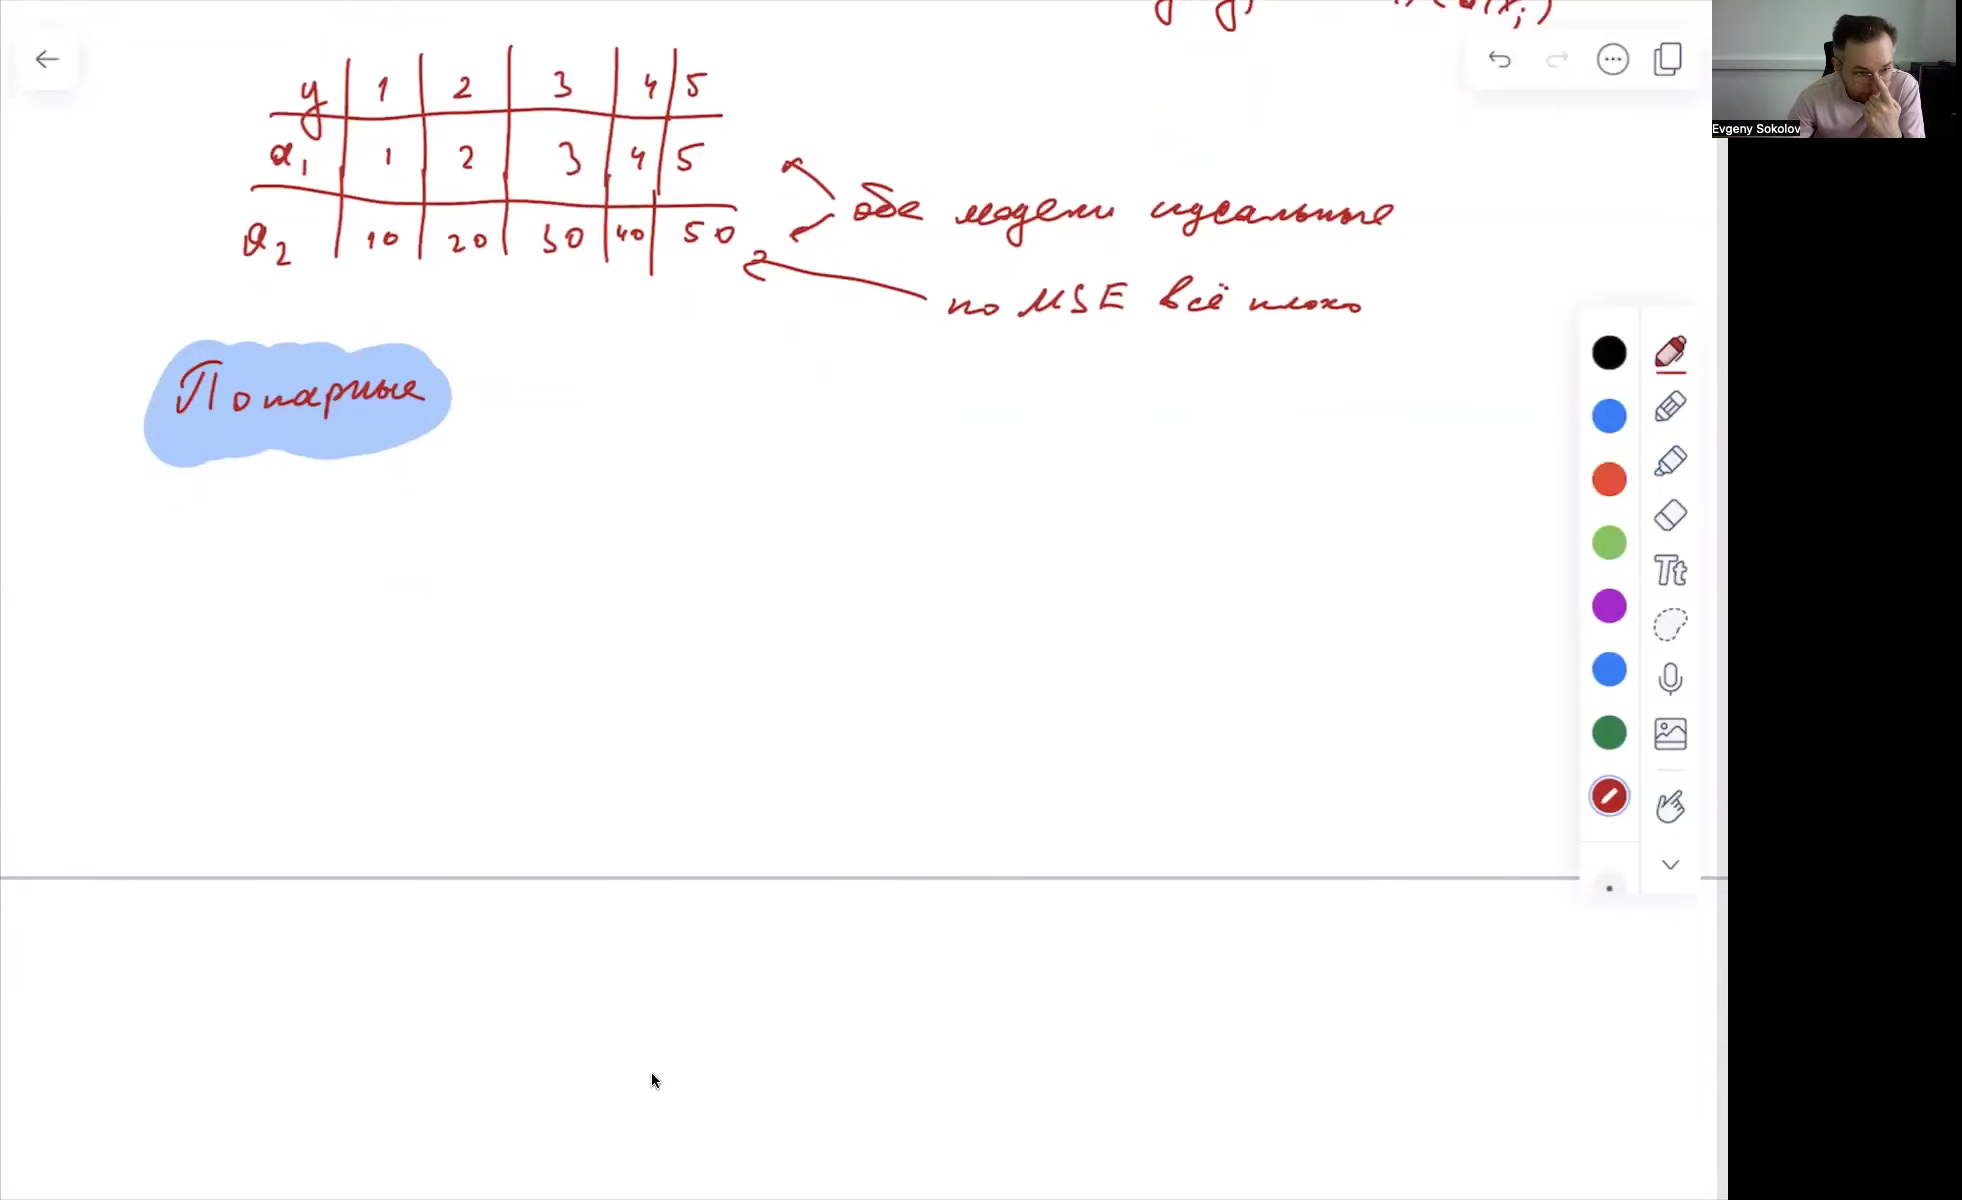 y 1 2 3 4 5
a₁ 1 2 3 4 5
a₂ 10 20 30 40 50
обе модели идеальные
по MSE всё плохо
Попарные
Tt
Evgeny Sokolov